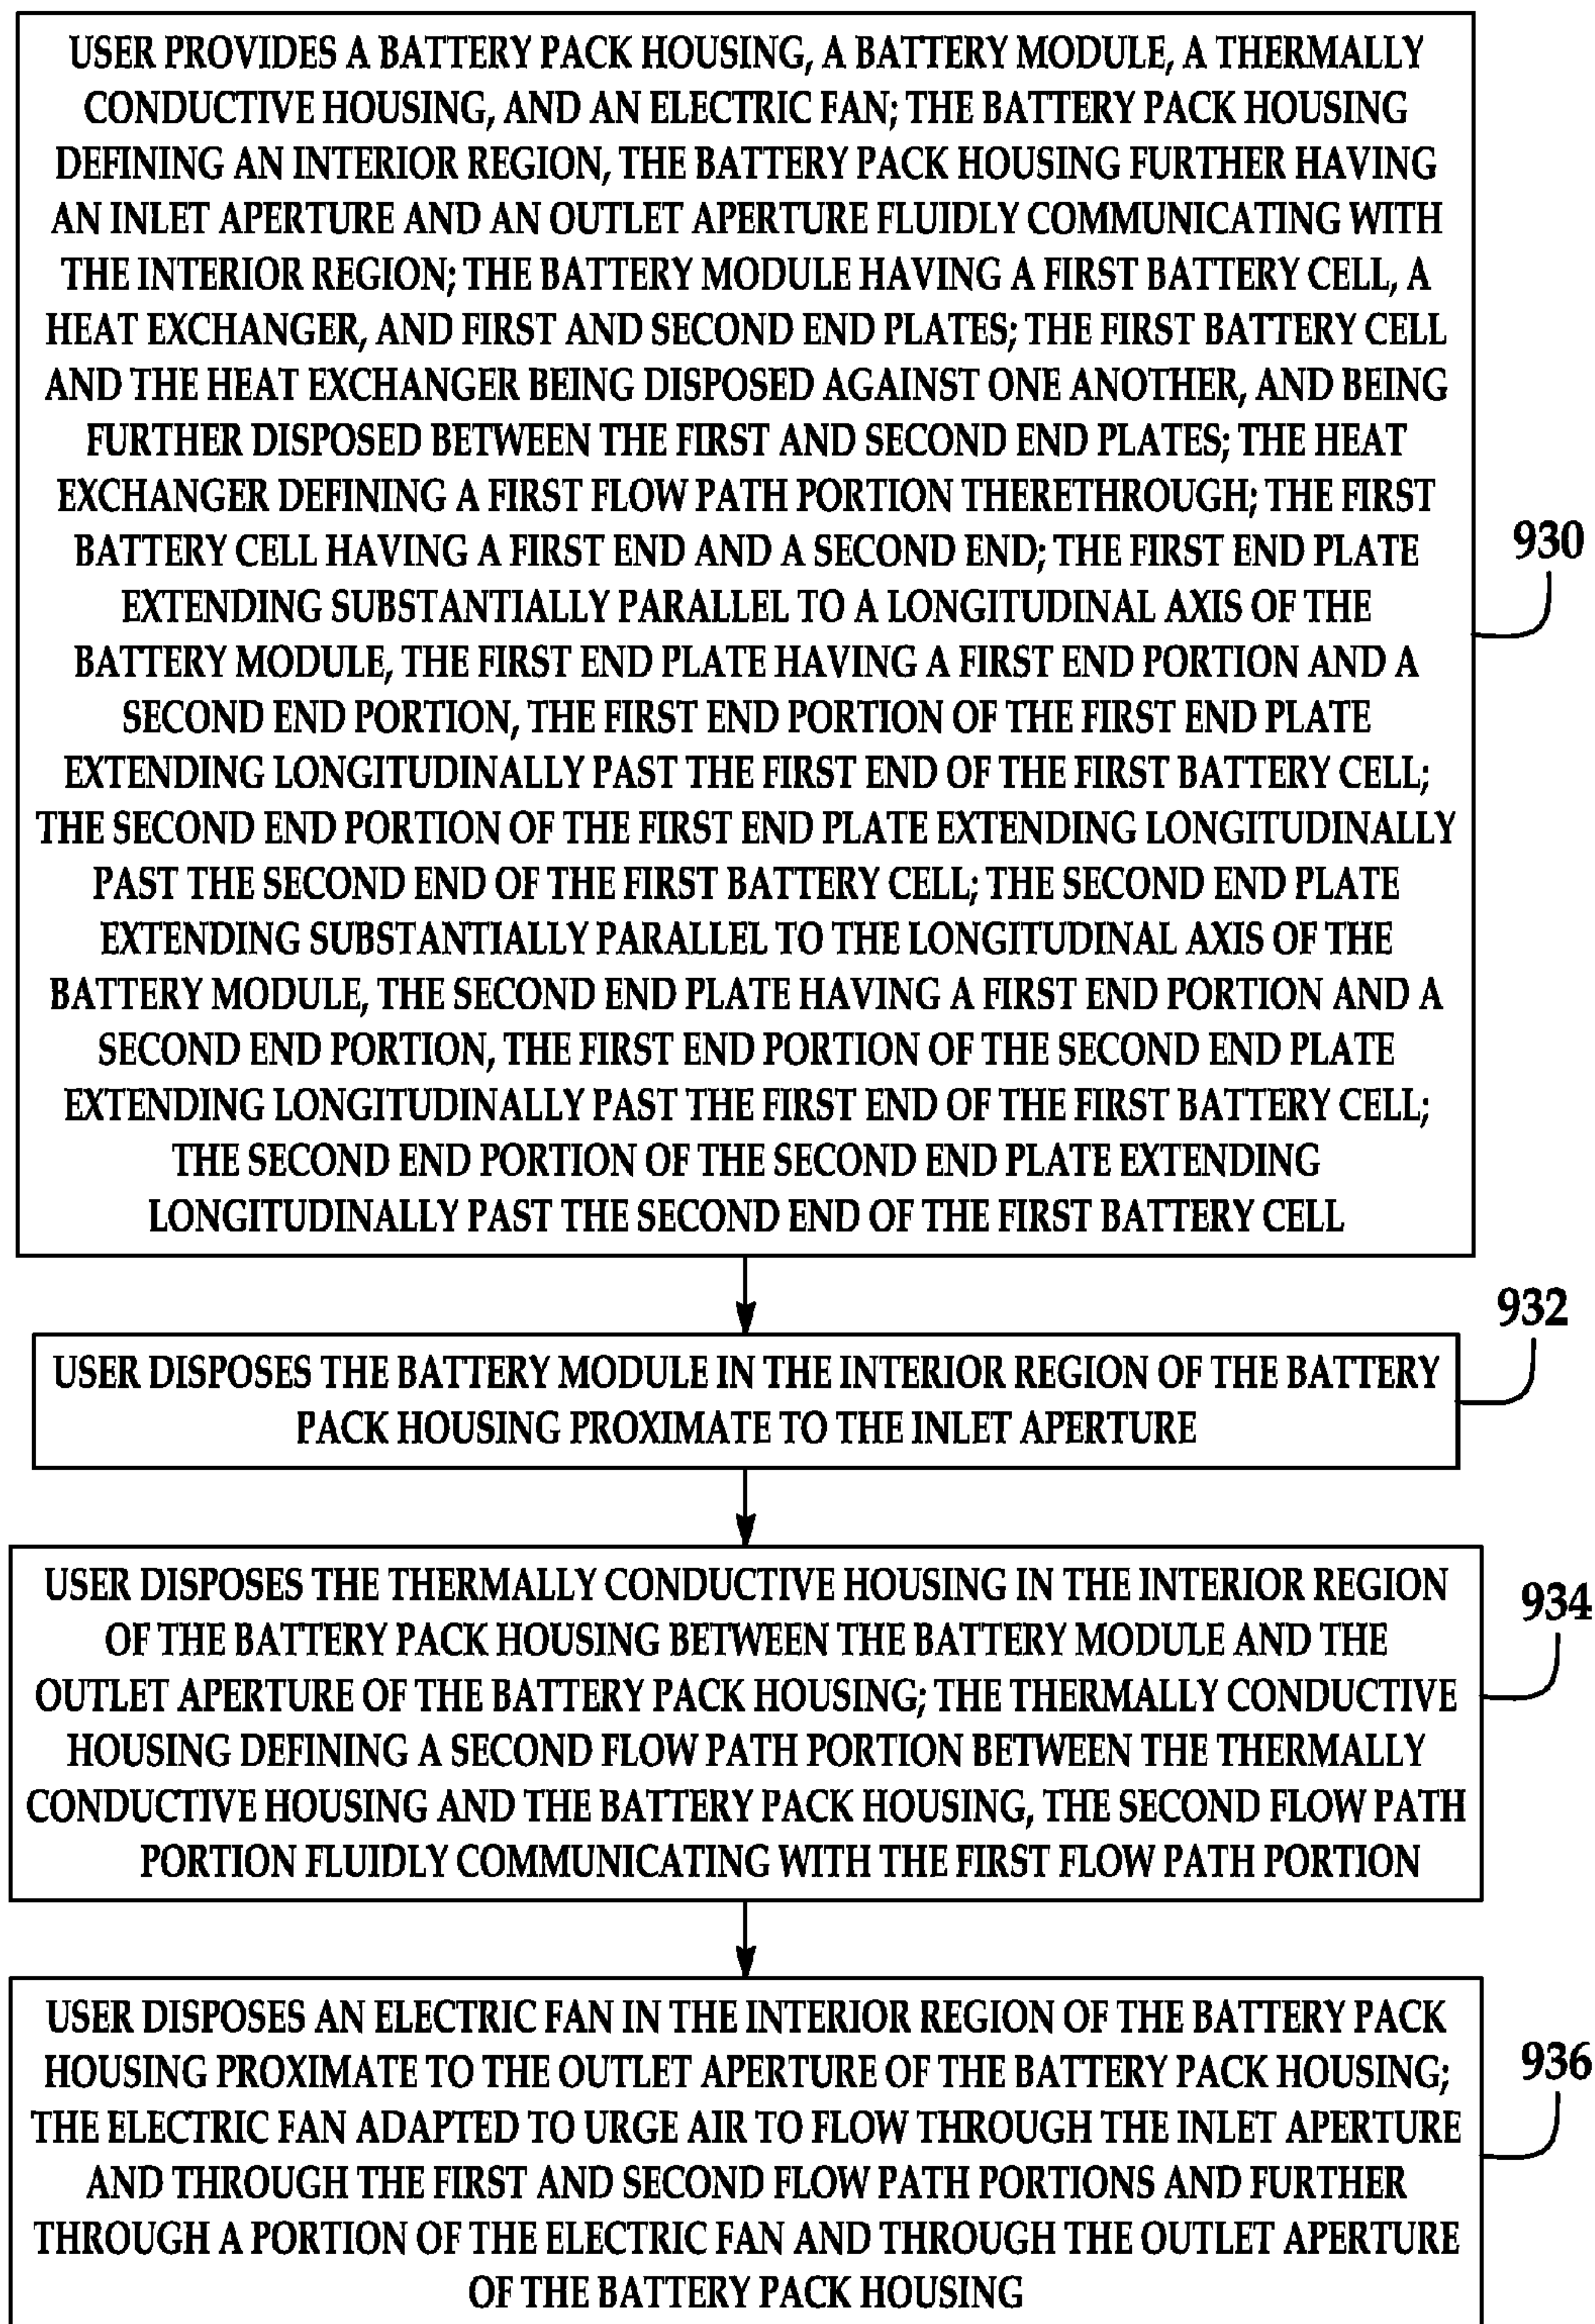 USER PROVIDES A BATTERY PACK HOUSING, A BATTERY MODULE, A THERMALLY
CONDUCTIVE HOUSING, AND AN ELECTRIC FAN; THE BATTERY PACK HOUSING
DEFINING AN INTERIOR REGION, THE BATTERY PACK HOUSING FURTHER HAVING
AN INLET APERTURE AND AN OUTLET APERTURE FLUIDLY COMMUNICATING WITH
THE INTERIOR REGION; THE BATTERY MODULE HAVING A FIRST BATTERY CELL, A
HEAT EXCHANGER, AND FIRST AND SECOND END PLATES; THE FIRST BATTERY CELL
AND THE HEAT EXCHANGER BEING DISPOSED AGAINST ONE ANOTHER, AND BEING
FURTHER DISPOSED BETWEEN THE FIRST AND SECOND END PLATES; THE HEAT
EXCHANGER DEFINING A FIRST FLOW PATH PORTION THERETHROUGH; THE FIRST
BATTERY CELL HAVING A FIRST END AND A SECOND END; THE FIRST END PLATE
EXTENDING SUBSTANTIALLY PARALLEL TO A LONGITUDINAL AXIS OF THE
BATTERY MODULE, THE FIRST END PLATE HAVING A FIRST END PORTION AND A
SECOND END PORTION, THE FIRST END PORTION OF THE FIRST END PLATE
EXTENDING LONGITUDINALLY PAST THE FIRST END OF THE FIRST BATTERY CELL;
THE SECOND END PORTION OF THE FIRST END PLATE EXTENDING LONGITUDINALLY
PAST THE SECOND END OF THE FIRST BATTERY CELL; THE SECOND END PLATE
EXTENDING SUBSTANTIALLY PARALLEL TO THE LONGITUDINAL AXIS OF THE
BATTERY MODULE, THE SECOND END PLATE HAVING A FIRST END PORTION AND A
SECOND END PORTION, THE FIRST END PORTION OF THE SECOND END PLATE
EXTENDING LONGITUDINALLY PAST THE FIRST END OF THE FIRST BATTERY CELL;
THE SECOND END PORTION OF THE SECOND END PLATE EXTENDING
LONGITUDINALLY PAST THE SECOND END OF THE FIRST BATTERY CELL
930
USER DISPOSES THE BATTERY MODULE IN THE INTERIOR REGION OF THE BATTERY
PACK HOUSING PROXIMATE TO THE INLET APERTURE
932
USER DISPOSES THE THERMALLY CONDUCTIVE HOUSING IN THE INTERIOR REGION
OF THE BATTERY PACK HOUSING BETWEEN THE BATTERY MODULE AND THE
OUTLET APERTURE OF THE BATTERY PACK HOUSING; THE THERMALLY CONDUCTIVE
HOUSING DEFINING A SECOND FLOW PATH PORTION BETWEEN THE THERMALLY
CONDUCTIVE HOUSING AND THE BATTERY PACK HOUSING, THE SECOND FLOW PATH
PORTION FLUIDLY COMMUNICATING WITH THE FIRST FLOW PATH PORTION
934
USER DISPOSES AN ELECTRIC FAN IN THE INTERIOR REGION OF THE BATTERY PACK
HOUSING PROXIMATE TO THE OUTLET APERTURE OF THE BATTERY PACK HOUSING;
THE ELECTRIC FAN ADAPTED TO URGE AIR TO FLOW THROUGH THE INLET APERTURE
AND THROUGH THE FIRST AND SECOND FLOW PATH PORTIONS AND FURTHER
THROUGH A PORTION OF THE ELECTRIC FAN AND THROUGH THE OUTLET APERTURE
OF THE BATTERY PACK HOUSING
936